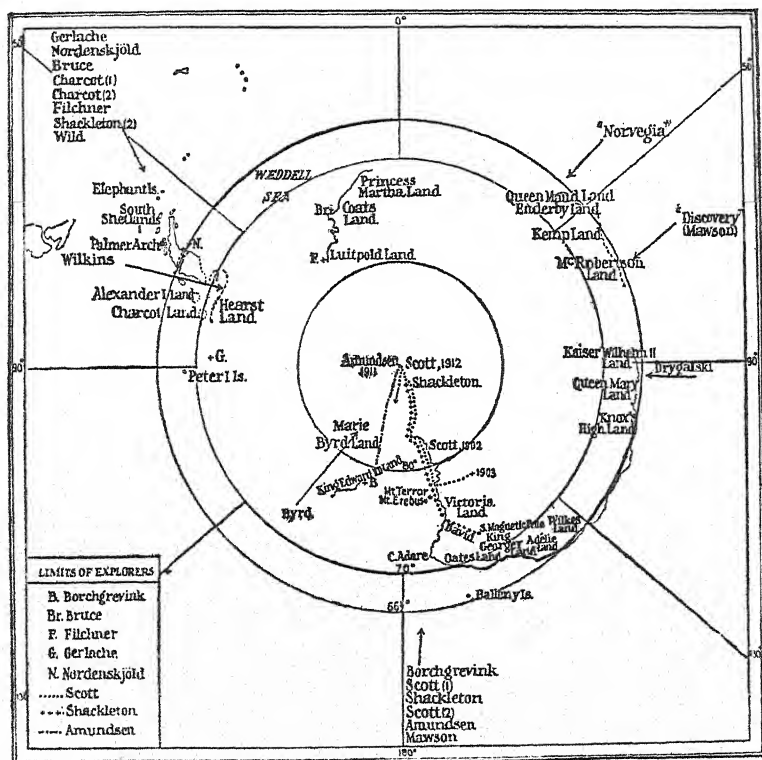 0°
50°
50°
Gerlache
Nordenskjöld
Bruce
Charcot (1)
Charcot (2)
Filchner
Shackleton (2)
Wild.
"Norvegia"
WEDDELL
SEA
Princess
Martha Land
Elephant Is.
South
Shetlands
Br.
Coats
Land.
Queen Maud Land
Enderby Land
& Discovery
(Mawson)
Kemp Land
Palmer Arch.
N.
Wilkins
F.
Luitpold Land
McRobertson
Land
Alexander I Land
Charcot Land
Hearst
Land.
G.
Peter I Is.
90°
Amundsen
1911
Scott, 1912
Shackleton.
Kaiser Wilhelm II
Land
90°
Drygalski
Queen Mary
Land
Knox's
High Land
Marie
Byrd Land
Scott, 1902
King Edward VII Land
80°
B
1903
Byrd.
Mt. Terror
Mt. Erebus
Victoria
Land
David
S. Magnetic Pole
Wilkes
Land
King
George V
Land
Adélie
Land
C. Adare
Oates Land
70°
66½°
Balleny Is.
LIMITS OF EXPLORERS
B. Borchgrevink
Br. Bruce
F. Filchner
G. Gerlache
N. Nordenskjöld
...... Scott
+++ Shackleton
-.-.- Amundsen
Borchgrevink
Scott (1)
Shackleton
Scott (2)
Amundsen
Mawson
180°